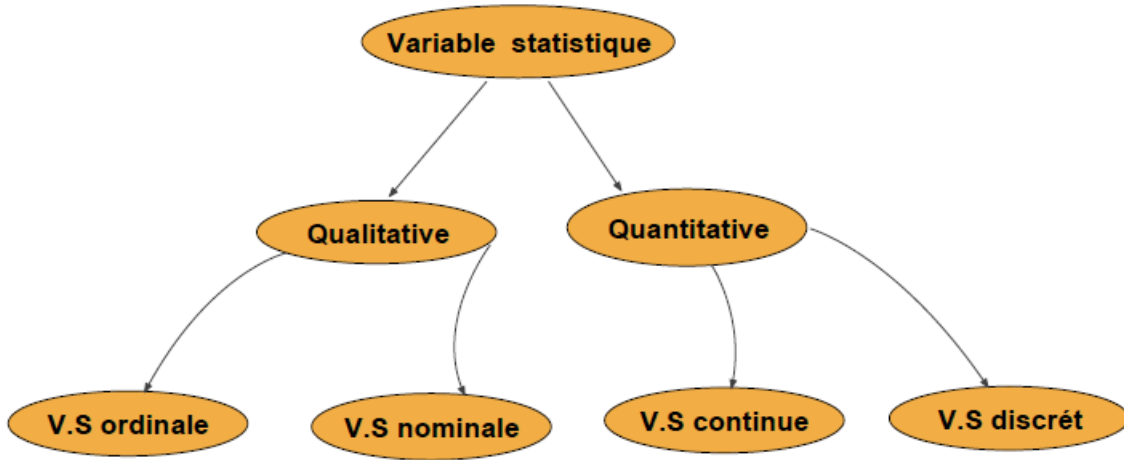 Variable statistique
Qualitative
Quantitative
V.S ordinale
V.S nominale
V.S continue
V.S discrét